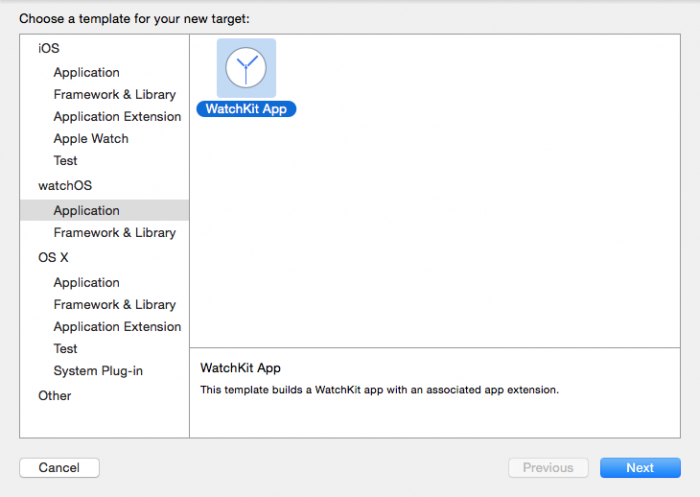 Choose a template for your new target:
iOS
Application
Framework & Library
Application Extension
Apple Watch
Test
watchOS
Application
Framework & Library
OS X
Application
Framework & Library
Application Extension
Test
System Plug-in
Other
WatchKit App
WatchKit App
This template builds a WatchKit app with an associated app extension.
Cancel
Previous
Next